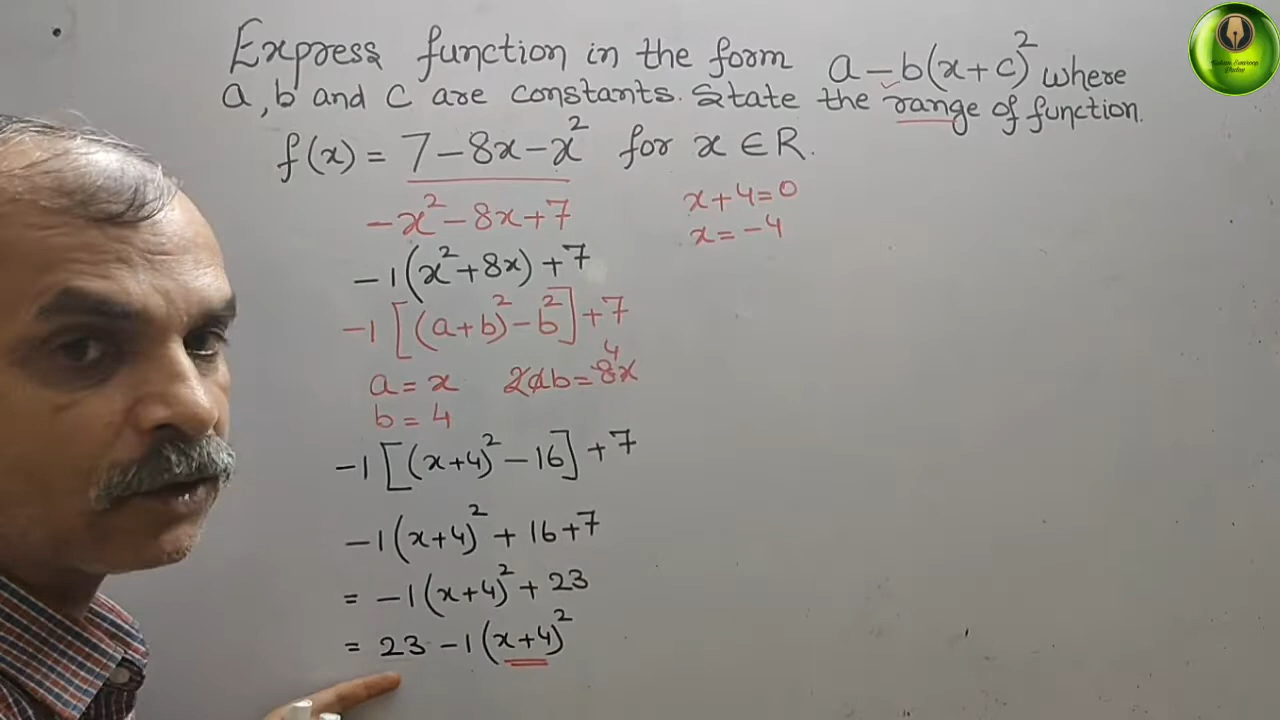 Express function in the form a − b(x+c)² where
a, b and c are constants. State the range of function.
f(x) = 7 − 8x − x² for x ∈ R.
−x² − 8x + 7
x + 4 = 0
x = −4
−1(x² + 8x) + 7
−1[(a+b)² − b²] + 7
4
a = x 2ab = 8x
b = 4
−1[(x+4)² − 16] + 7
−1(x+4)² + 16 + 7
= −1(x+4)² + 23
= 23 − 1(x+4)²